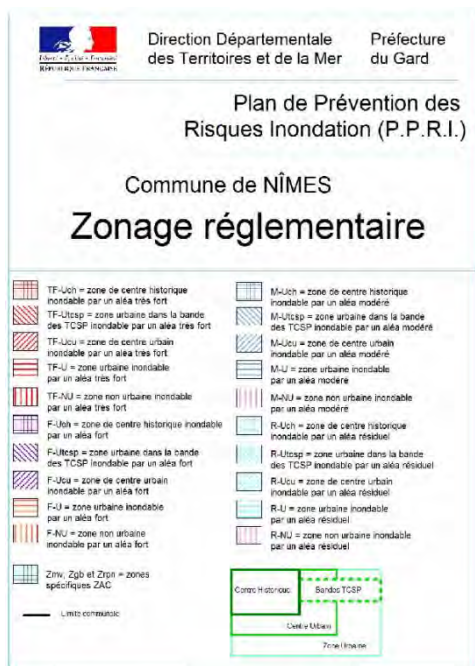 Liberté • Égalité • Fraternité
RÉPUBLIQUE FRANÇAISE
Direction Départementale
des Territoires et de la Mer
Préfecture
du Gard
Plan de Prévention des
Risques Inondation (P.P.R.I.)
Commune de NÎMES
Zonage réglementaire
TF-Uch = zone de centre historique
inondable par un aléa très fort
TF-Utcsp = zone urbaine dans la bande
des TCSP inondable par un aléa très fort
TF-Ucu = zone de centre urbain
inondable par un aléa très fort
TF-U = zone urbaine inondable
par un aléa très fort
TF-NU = zone non urbaine inondable
par un aléa très fort
F-Uch = zone de centre historique inondable
par un aléa fort
F-Utcsp = zone urbaine dans la bande
des TCSP inondable par un aléa fort
F-Ucu = zone de centre urbain
inondable par un aléa fort
F-U = zone urbaine inondable
par un aléa fort
F-NU = zone non urbaine
inondable par un aléa fort
Zmv, Zgb et Zrpn = zones
spécifiques ZAC
Limite communale
M-Uch = zone de centre historique
inondable par un aléa modéré
M-Utcsp = zone urbaine dans la bande
des TCSP inondable par un aléa modéré
M-Ucu = zone de centre urbain
inondable par un aléa modéré
M-U = zone urbaine inondable
par un aléa modéré
M-NU = zone non urbaine inondable
par un aléa modéré
R-Uch = zone de centre historique
inondable par un aléa résiduel
R-Utcsp = zone urbaine dans la bande
des TCSP inondable par un aléa résiduel
R-Ucu = zone de centre urbain
inondable par un aléa résiduel
R-U = zone urbaine inondable
par un aléa résiduel
R-NU = zone non urbaine inondable
par un aléa résiduel
Centre Historique
Bandes TCSP
Centre Urbain
Zone Urbaine